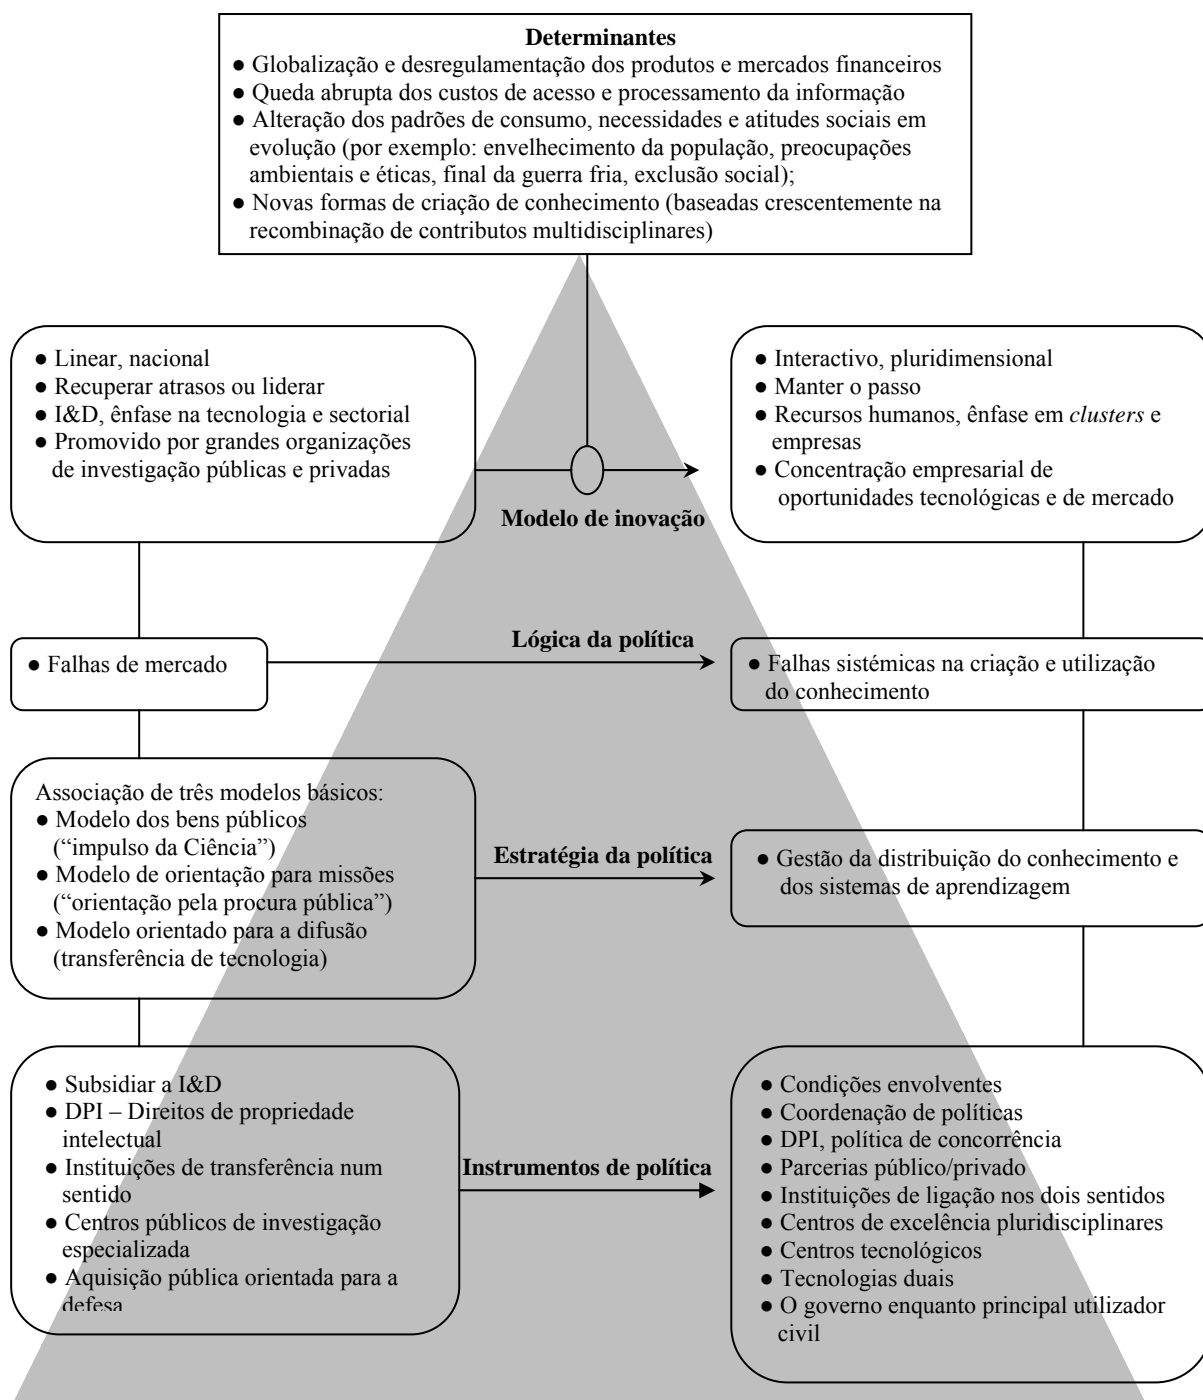 Determinantes
● Globalização e desregulamentação dos produtos e mercados financeiros
● Queda abrupta dos custos de acesso e processamento da informação
● Alteração dos padrões de consumo, necessidades e atitudes sociais em
evolução (por exemplo: envelhecimento da população, preocupações
ambientais e éticas, final da guerra fria, exclusão social);
● Novas formas de criação de conhecimento (baseadas crescentemente na
recombinação de contributos multidisciplinares)
● Linear, nacional
● Recuperar atrasos ou liderar
● I&D, ênfase na tecnologia e sectorial
● Promovido por grandes organizações
de investigação públicas e privadas
Modelo de inovação
● Interactivo, pluridimensional
● Manter o passo
● Recursos humanos, ênfase em clusters e
empresas
● Concentração empresarial de
oportunidades tecnológicas e de mercado
● Falhas de mercado
Lógica da política
● Falhas sistémicas na criação e utilização
do conhecimento
Associação de três modelos básicos:
● Modelo dos bens públicos
(“impulso da Ciência”)
● Modelo de orientação para missões
(“orientação pela procura pública”)
● Modelo orientado para a difusão
(transferência de tecnologia)
Estratégia da política
● Gestão da distribuição do conhecimento e
dos sistemas de aprendizagem
● Subsidiar a I&D
● DPI – Direitos de propriedade
intelectual
● Instituições de transferência num
sentido
● Centros públicos de investigação
especializada
● Aquisição pública orientada para a
defesa
Instrumentos de política
● Condições envolventes
● Coordenação de políticas
● DPI, política de concorrência
● Parcerias público/privado
● Instituições de ligação nos dois sentidos
● Centros de excelência pluridisciplinares
● Centros tecnológicos
● Tecnologias duais
● O governo enquanto principal utilizador
civil